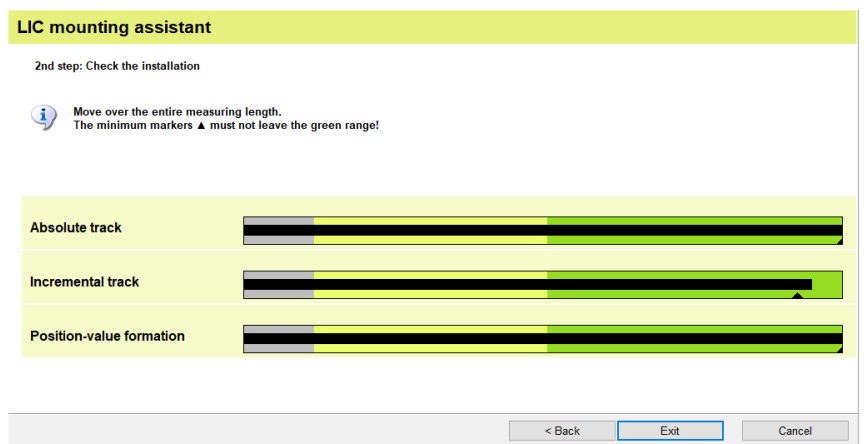 LIC mounting assistant
2nd step: Check the installation
Move over the entire measuring length.
The minimum markers ▲ must not leave the green range!
Absolute track
Incremental track
Position-value formation
< Back
Exit
Cancel